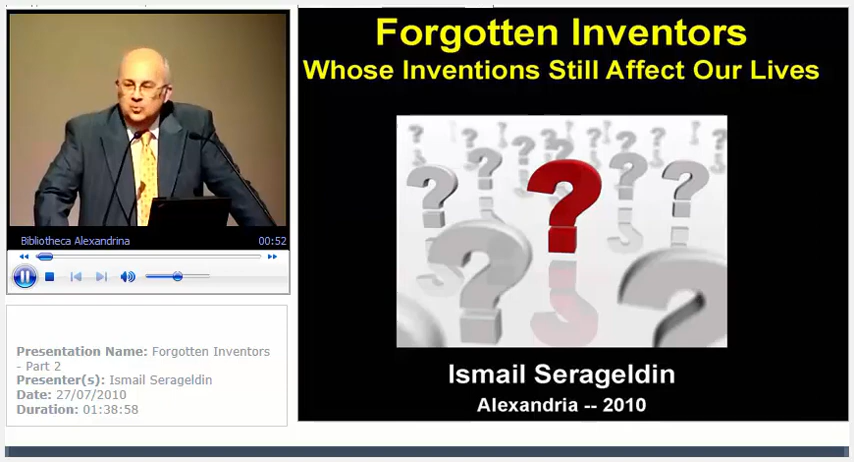 Forgotten Inventors
Whose Inventions Still Affect Our Lives
Bibliotheca Alexandrina 00:52
Presentation Name: Forgotten Inventors
- Part 2
Presenter(s): Ismail Serageldin
Date: 27/07/2010
Duration: 01:38:58
Ismail Serageldin
Alexandria -- 2010